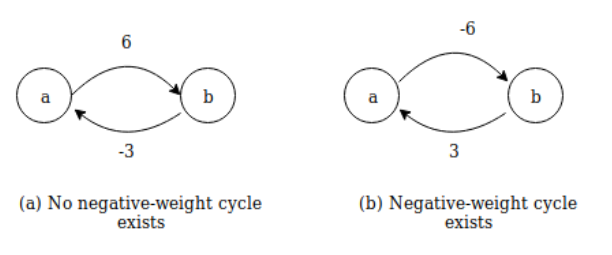 6
a
b
-3
(a) No negative-weight cycle
exists
-6
a
b
3
(b) Negative-weight cycle
exists